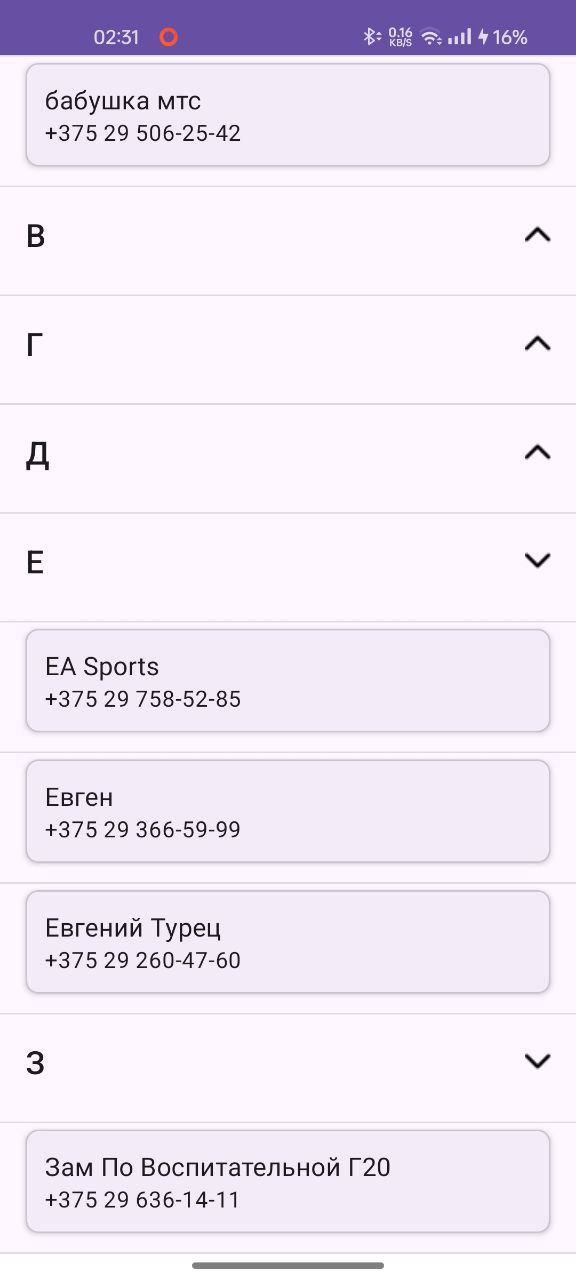 02:31 0.16 KB/S 16%
бабушка мтс
+375 29 506-25-42
В
Г
Д
Е
EA Sports
+375 29 758-52-85
Евген
+375 29 366-59-99
Евгений Турец
+375 29 260-47-60
З
Зам По Воспитательной Г20
+375 29 636-14-11